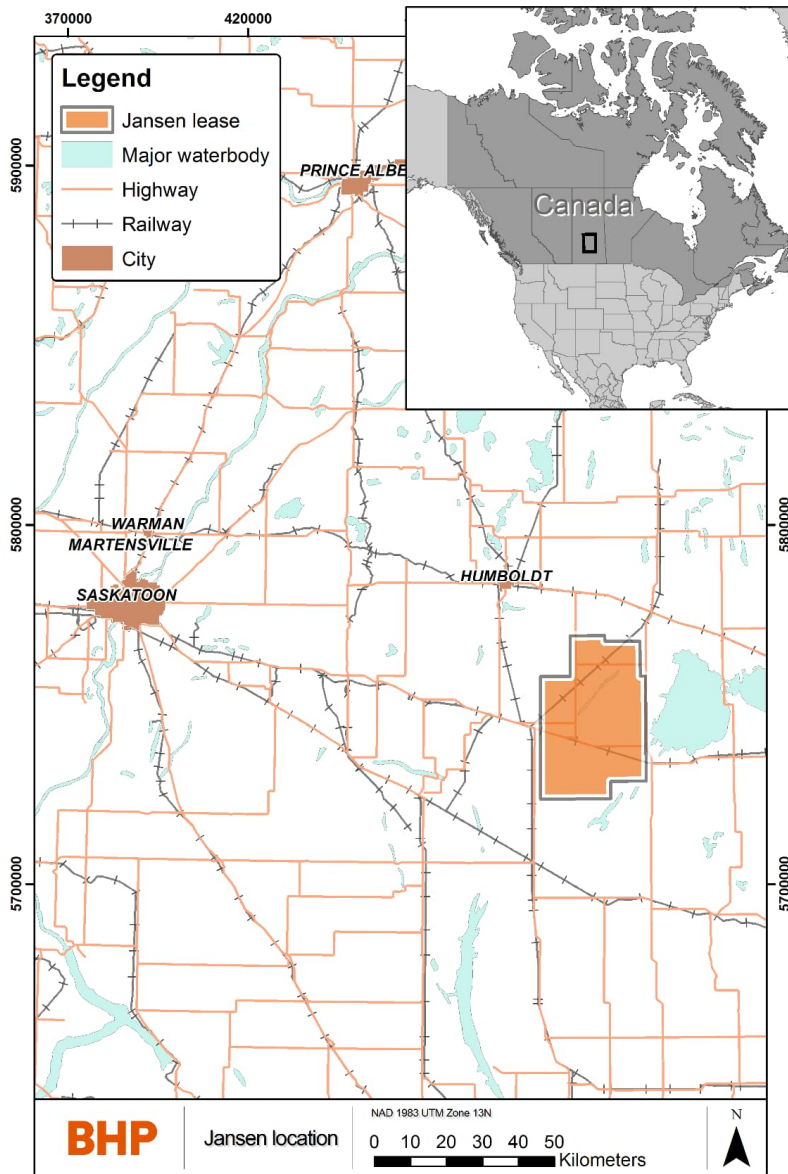 370000
420000
Legend
Jansen lease
Major waterbody
Highway
Railway
City
Canada
5900000
PRINCE ALBE
5800000
5800000
WARMAN
MARTENSVILLE
HUMBOLDT
SASKATOON
5700000
5700000
BHP
Jansen location
NAD 1983 UTM Zone 13N
0 10 20 30 40 50
Kilometers
N